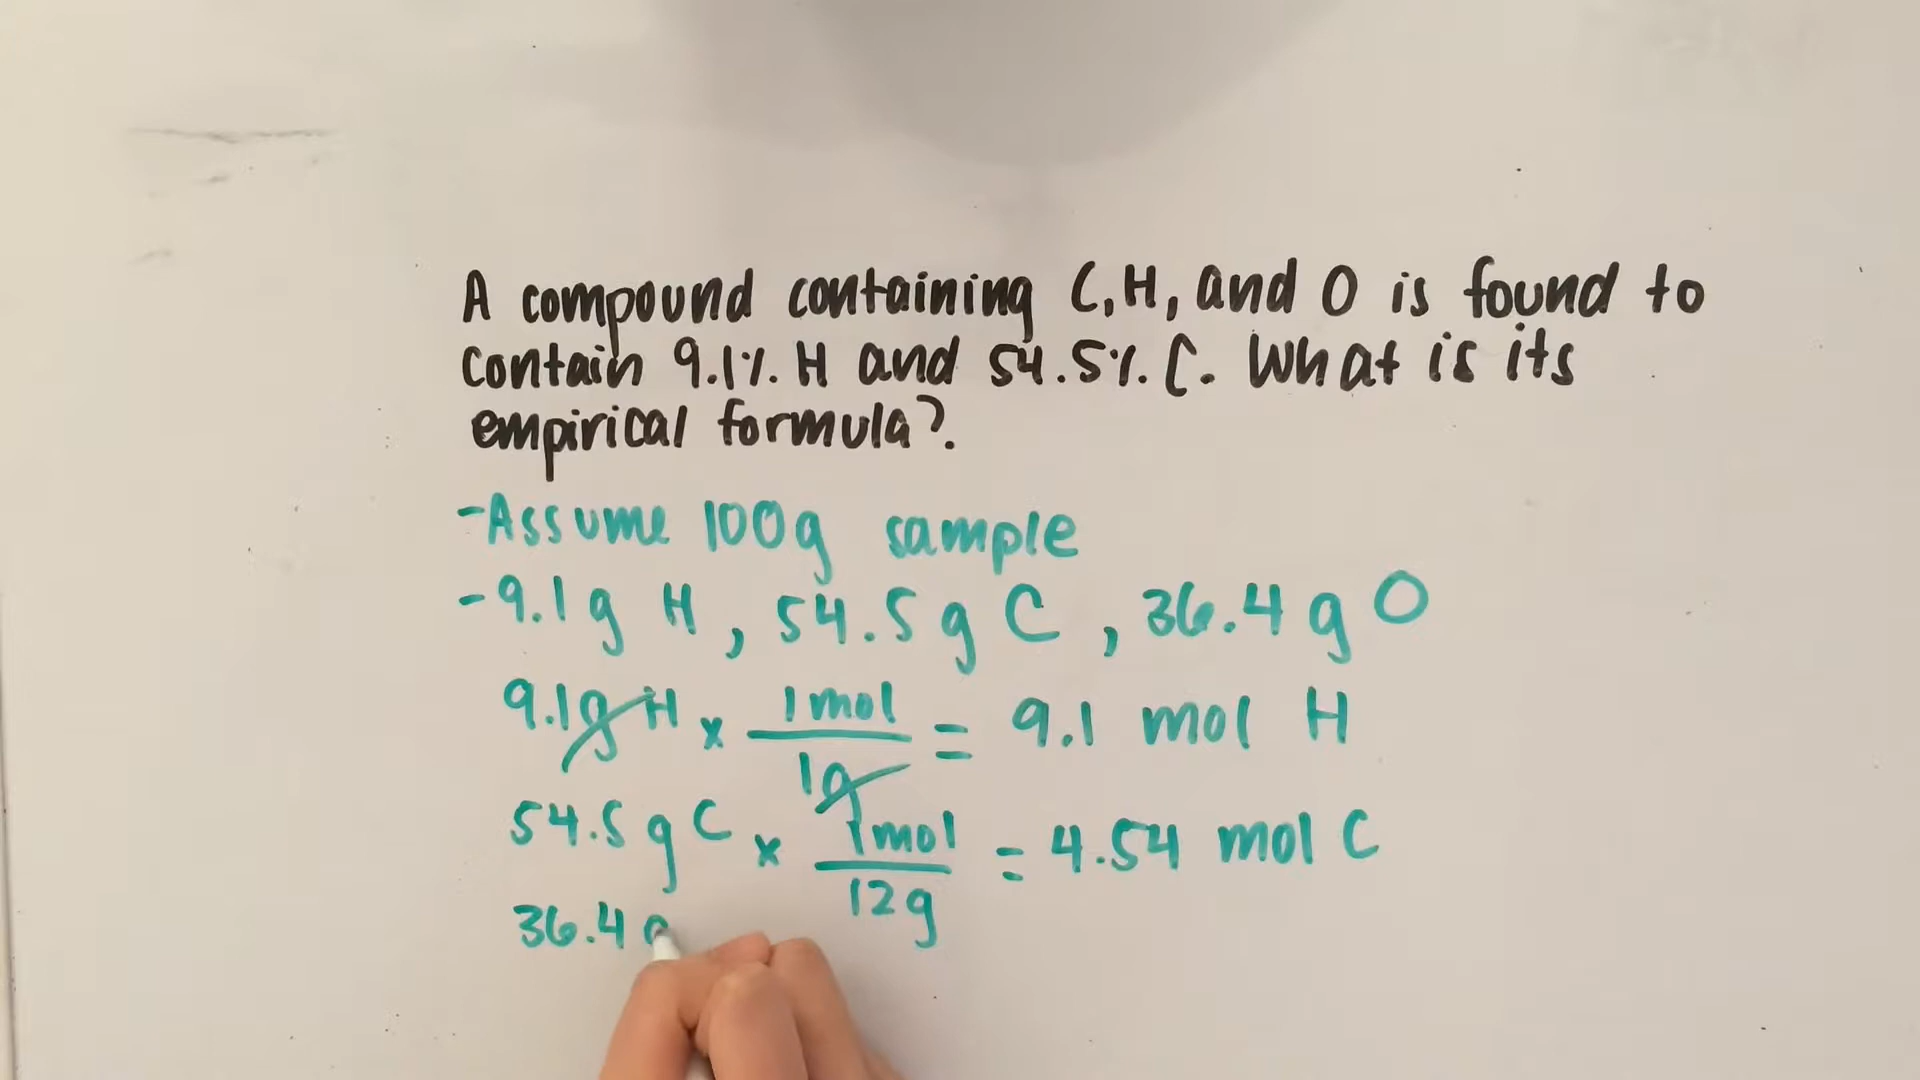 A compound containing C, H, and O is found to
contain 9.1% H and 54.5% C. What is its
empirical formula?.
-Assume 100g sample
-9.1g H, 54.5g C, 36.4g O
9.1g H x 1mol/1g = 9.1 mol H
54.5g C x 1mol/12g = 4.54 mol C
36.4